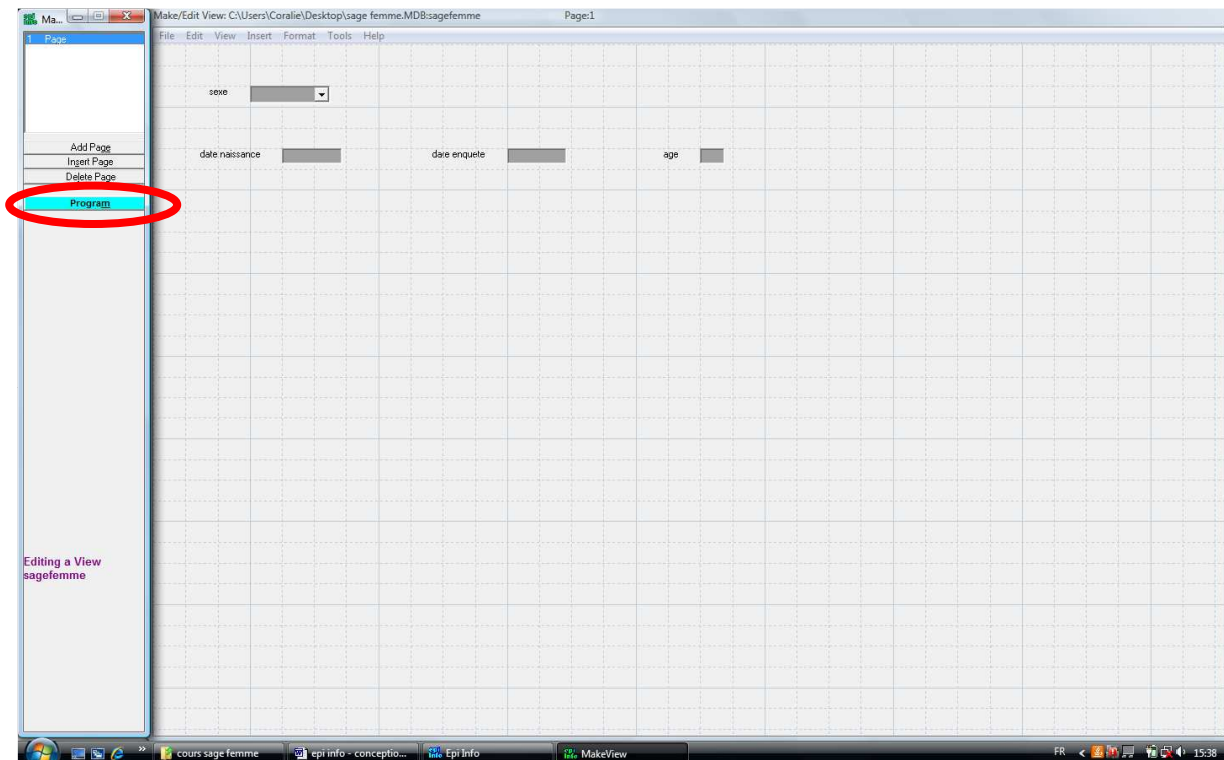 Ma...
Make/Edit View: C:\Users\Coralie\Desktop\sage femme.MDB:sagefemme Page:1
File Edit View Insert Format Tools Help
1 Page
sexe
Add Page
Insert Page
Delete Page
date naissance
dare enquete
age
Program
Editing a View
sagefemme
cours sage femme
epi info - conceptio...
Epi Info
MakeView
FR
15:38